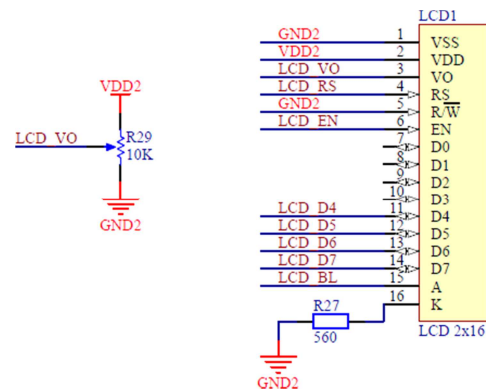 LCD1
GND2 1 VSS
VDD2 2 VDD
LCD_VO 3 VO
LCD_RS 4 RS
GND2 5 R/W
LCD_EN 6 EN
7 D0
8 D1
9 D2
10 D3
LCD_D4 11 D4
LCD_D5 12 D5
LCD_D6 13 D6
LCD_D7 14 D7
LCD_BL 15 A
16 K
R27
560
LCD 2x16
GND2
VDD2
LCD_VO
R29
10K
GND2